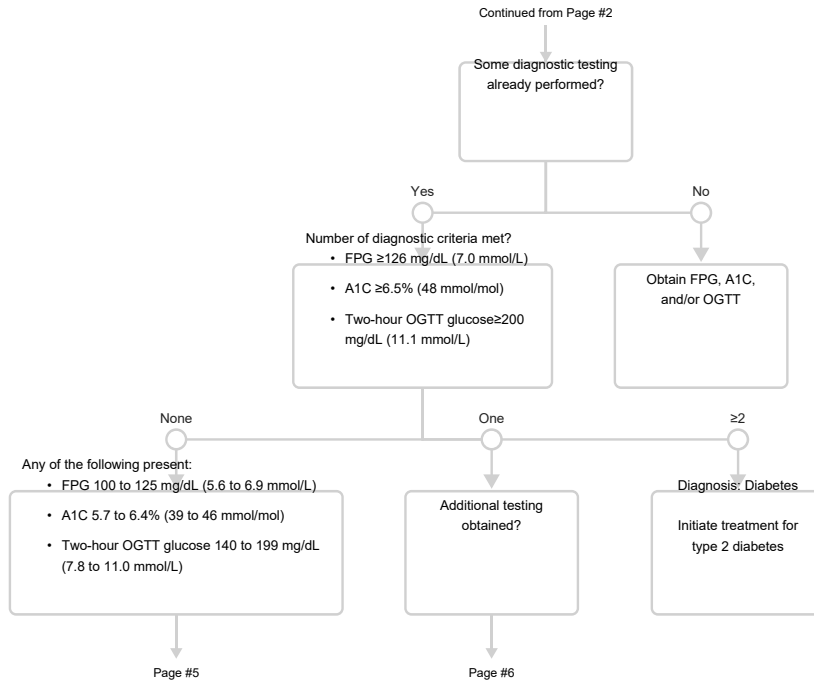 Continued from Page #2
Some diagnostic testing
already performed?
Yes
No
Number of diagnostic criteria met?
• FPG ≥126 mg/dL (7.0 mmol/L)
• A1C ≥6.5% (48 mmol/mol)
• Two-hour OGTT glucose≥200
mg/dL (11.1 mmol/L)
Obtain FPG, A1C,
and/or OGTT
None
One
≥2
Any of the following present:
• FPG 100 to 125 mg/dL (5.6 to 6.9 mmol/L)
• A1C 5.7 to 6.4% (39 to 46 mmol/mol)
• Two-hour OGTT glucose 140 to 199 mg/dL
(7.8 to 11.0 mmol/L)
Additional testing
obtained?
Diagnosis: Diabetes
Initiate treatment for
type 2 diabetes
Page #5
Page #6